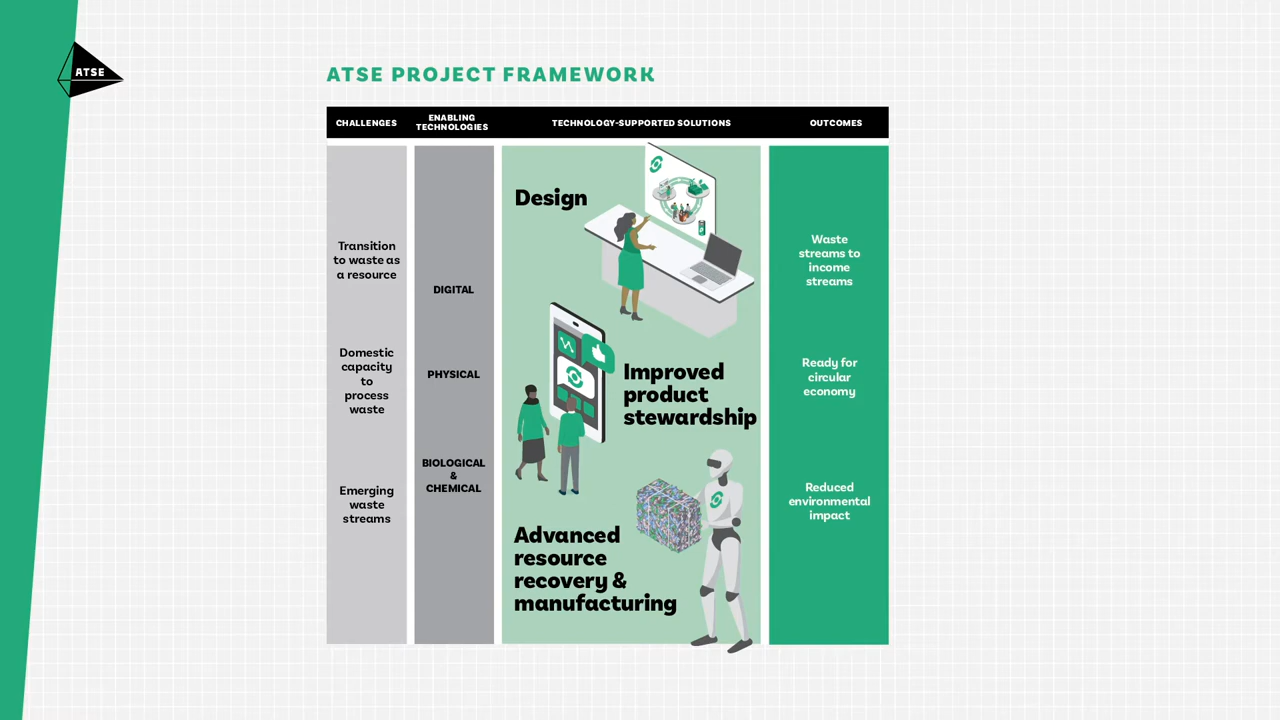 ATSE
ATSE PROJECT FRAMEWORK
CHALLENGES
ENABLING
TECHNOLOGIES
TECHNOLOGY-SUPPORTED SOLUTIONS
OUTCOMES
Transition
to waste as
a resource
Domestic
capacity
to
process
waste
Emerging
waste
streams
DIGITAL
PHYSICAL
BIOLOGICAL
&
CHEMICAL
Design
Improved
product
stewardship
Advanced
resource
recovery &
manufacturing
Waste
streams to
income
streams
Ready for
circular
economy
Reduced
environmental
impact